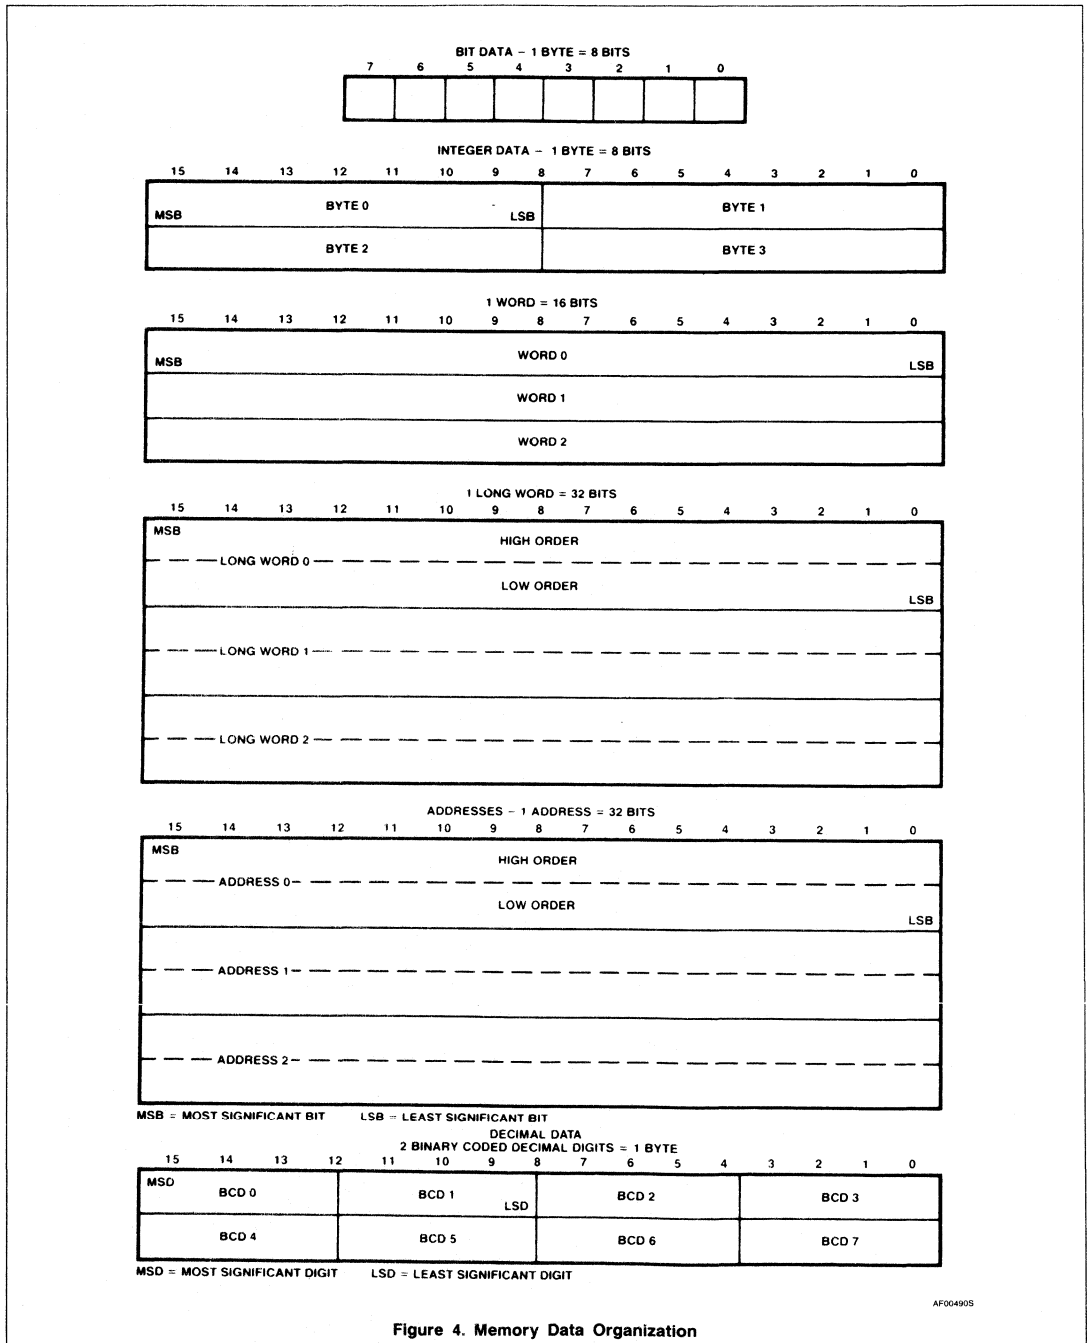 BIT DATA – 1 BYTE = 8 BITS
7 6 5 4 3 2 1 0
INTEGER DATA – 1 BYTE = 8 BITS
15 14 13 12 11 10 9 8 7 6 5 4 3 2 1 0
BYTE 0 BYTE 1
MSB LSB
BYTE 2 BYTE 3
1 WORD = 16 BITS
15 14 13 12 11 10 9 8 7 6 5 4 3 2 1 0
WORD 0
MSB LSB
WORD 1
WORD 2
1 LONG WORD = 32 BITS
15 14 13 12 11 10 9 8 7 6 5 4 3 2 1 0
MSB
HIGH ORDER
LONG WORD 0
LOW ORDER
LSB
LONG WORD 1
LONG WORD 2
ADDRESSES – 1 ADDRESS = 32 BITS
15 14 13 12 11 10 9 8 7 6 5 4 3 2 1 0
MSB
HIGH ORDER
ADDRESS 0
LOW ORDER
LSB
ADDRESS 1
ADDRESS 2
MSB = MOST SIGNIFICANT BIT LSB = LEAST SIGNIFICANT BIT
DECIMAL DATA
2 BINARY CODED DECIMAL DIGITS = 1 BYTE
15 14 13 12 11 10 9 8 7 6 5 4 3 2 1 0
MSD
BCD 0 BCD 1 BCD 2 BCD 3
LSD
BCD 4 BCD 5 BCD 6 BCD 7
MSD = MOST SIGNIFICANT DIGIT LSD = LEAST SIGNIFICANT DIGIT
AF00490S
Figure 4. Memory Data Organization